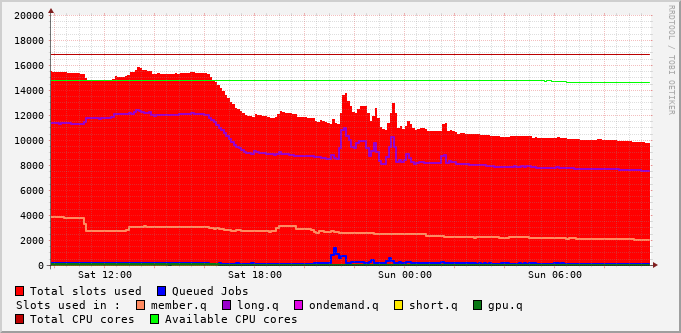 20000
18000
16000
14000
12000
10000
8000
6000
4000
2000
0
Sat 12:00 Sat 18:00 Sun 00:00 Sun 06:00
RRDTOOL / TOBI OETIKER
Total slots used Queued Jobs
Slots used in : member.q long.q ondemand.q short.q gpu.q
Total CPU cores Available CPU cores